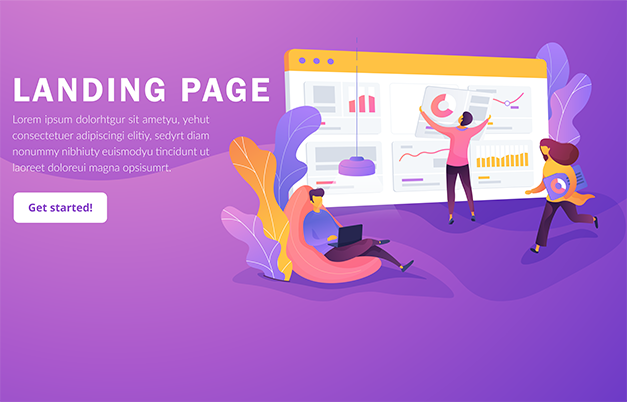 LANDING PAGE
Lorem ipsum dolorhtgur sit ametyu, yehut
consectetuer adipiscingi elitiy, sedyrt diam
nonummy nibhiuty euismodyu tincidunt ut
laoreet doloreui magna opsisumrt.
Get started!